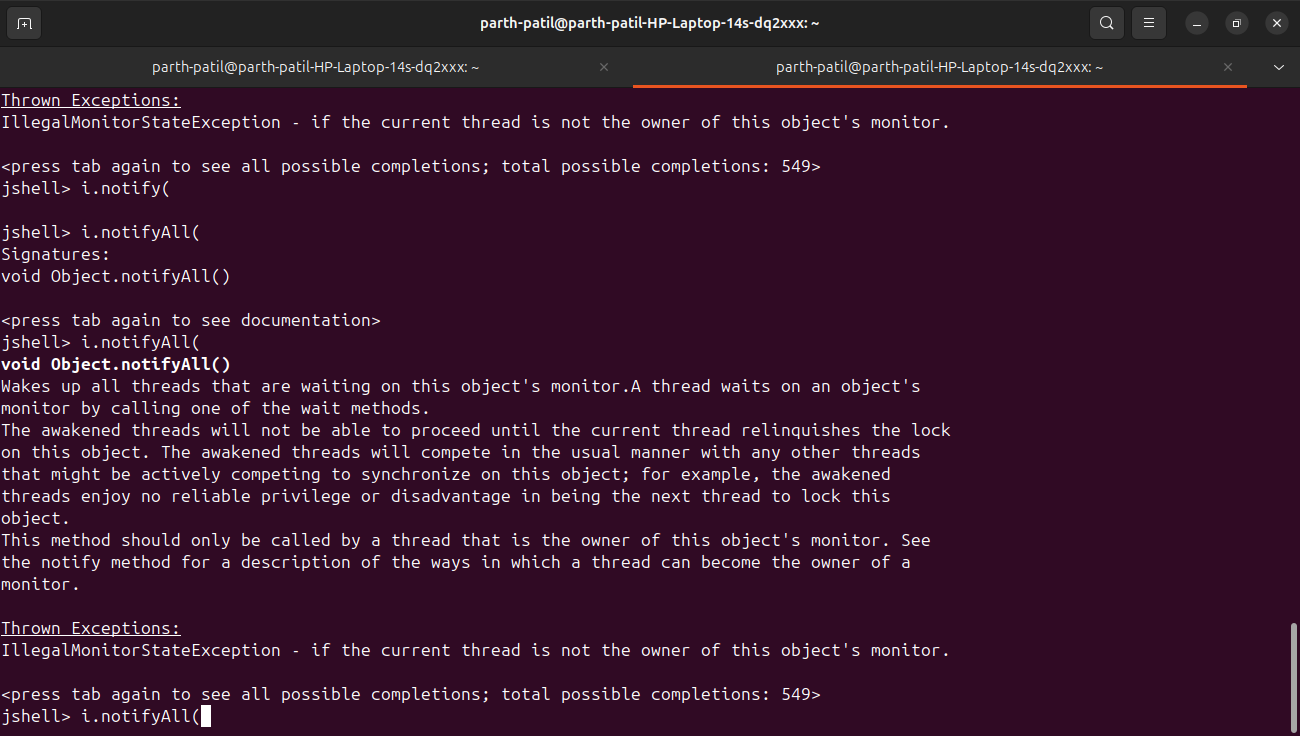 parth-patil@parth-patil-HP-Laptop-14s-dq2xxx: ~
parth-patil@parth-patil-HP-Laptop-14s-dq2xxx: ~
parth-patil@parth-patil-HP-Laptop-14s-dq2xxx: ~
Thrown Exceptions:
IllegalMonitorStateException - if the current thread is not the owner of this object's monitor.
<press tab again to see all possible completions; total possible completions: 549>
jshell> i.notify(
jshell> i.notifyAll(
Signatures:
void Object.notifyAll()
<press tab again to see documentation>
jshell> i.notifyAll(
void Object.notifyAll()
Wakes up all threads that are waiting on this object's monitor.A thread waits on an object's
monitor by calling one of the wait methods.
The awakened threads will not be able to proceed until the current thread relinquishes the lock
on this object. The awakened threads will compete in the usual manner with any other threads
that might be actively competing to synchronize on this object; for example, the awakened
threads enjoy no reliable privilege or disadvantage in being the next thread to lock this
object.
This method should only be called by a thread that is the owner of this object's monitor. See
the notify method for a description of the ways in which a thread can become the owner of a
monitor.
Thrown Exceptions:
IllegalMonitorStateException - if the current thread is not the owner of this object's monitor.
<press tab again to see all possible completions; total possible completions: 549>
jshell> i.notifyAll(